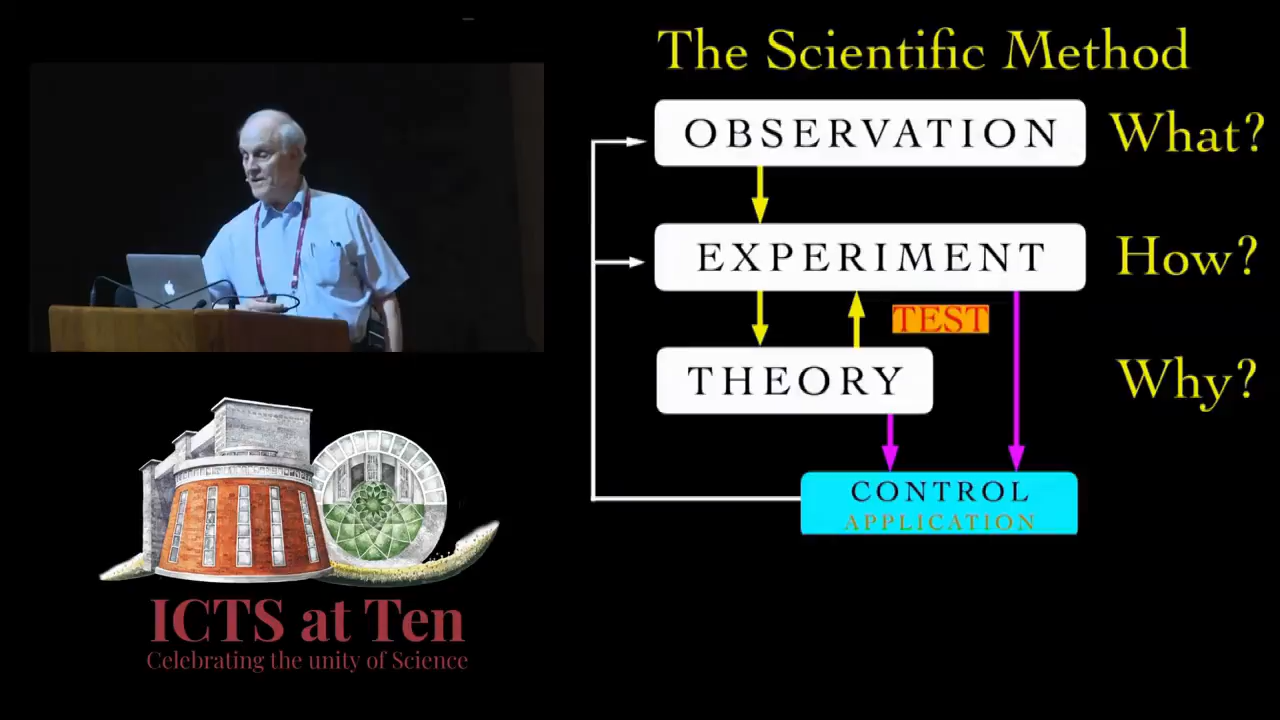 The Scientific Method
OBSERVATION What?
EXPERIMENT How?
TEST
THEORY Why?
CONTROL
APPLICATION
ICTS at Ten
Celebrating the unity of Science